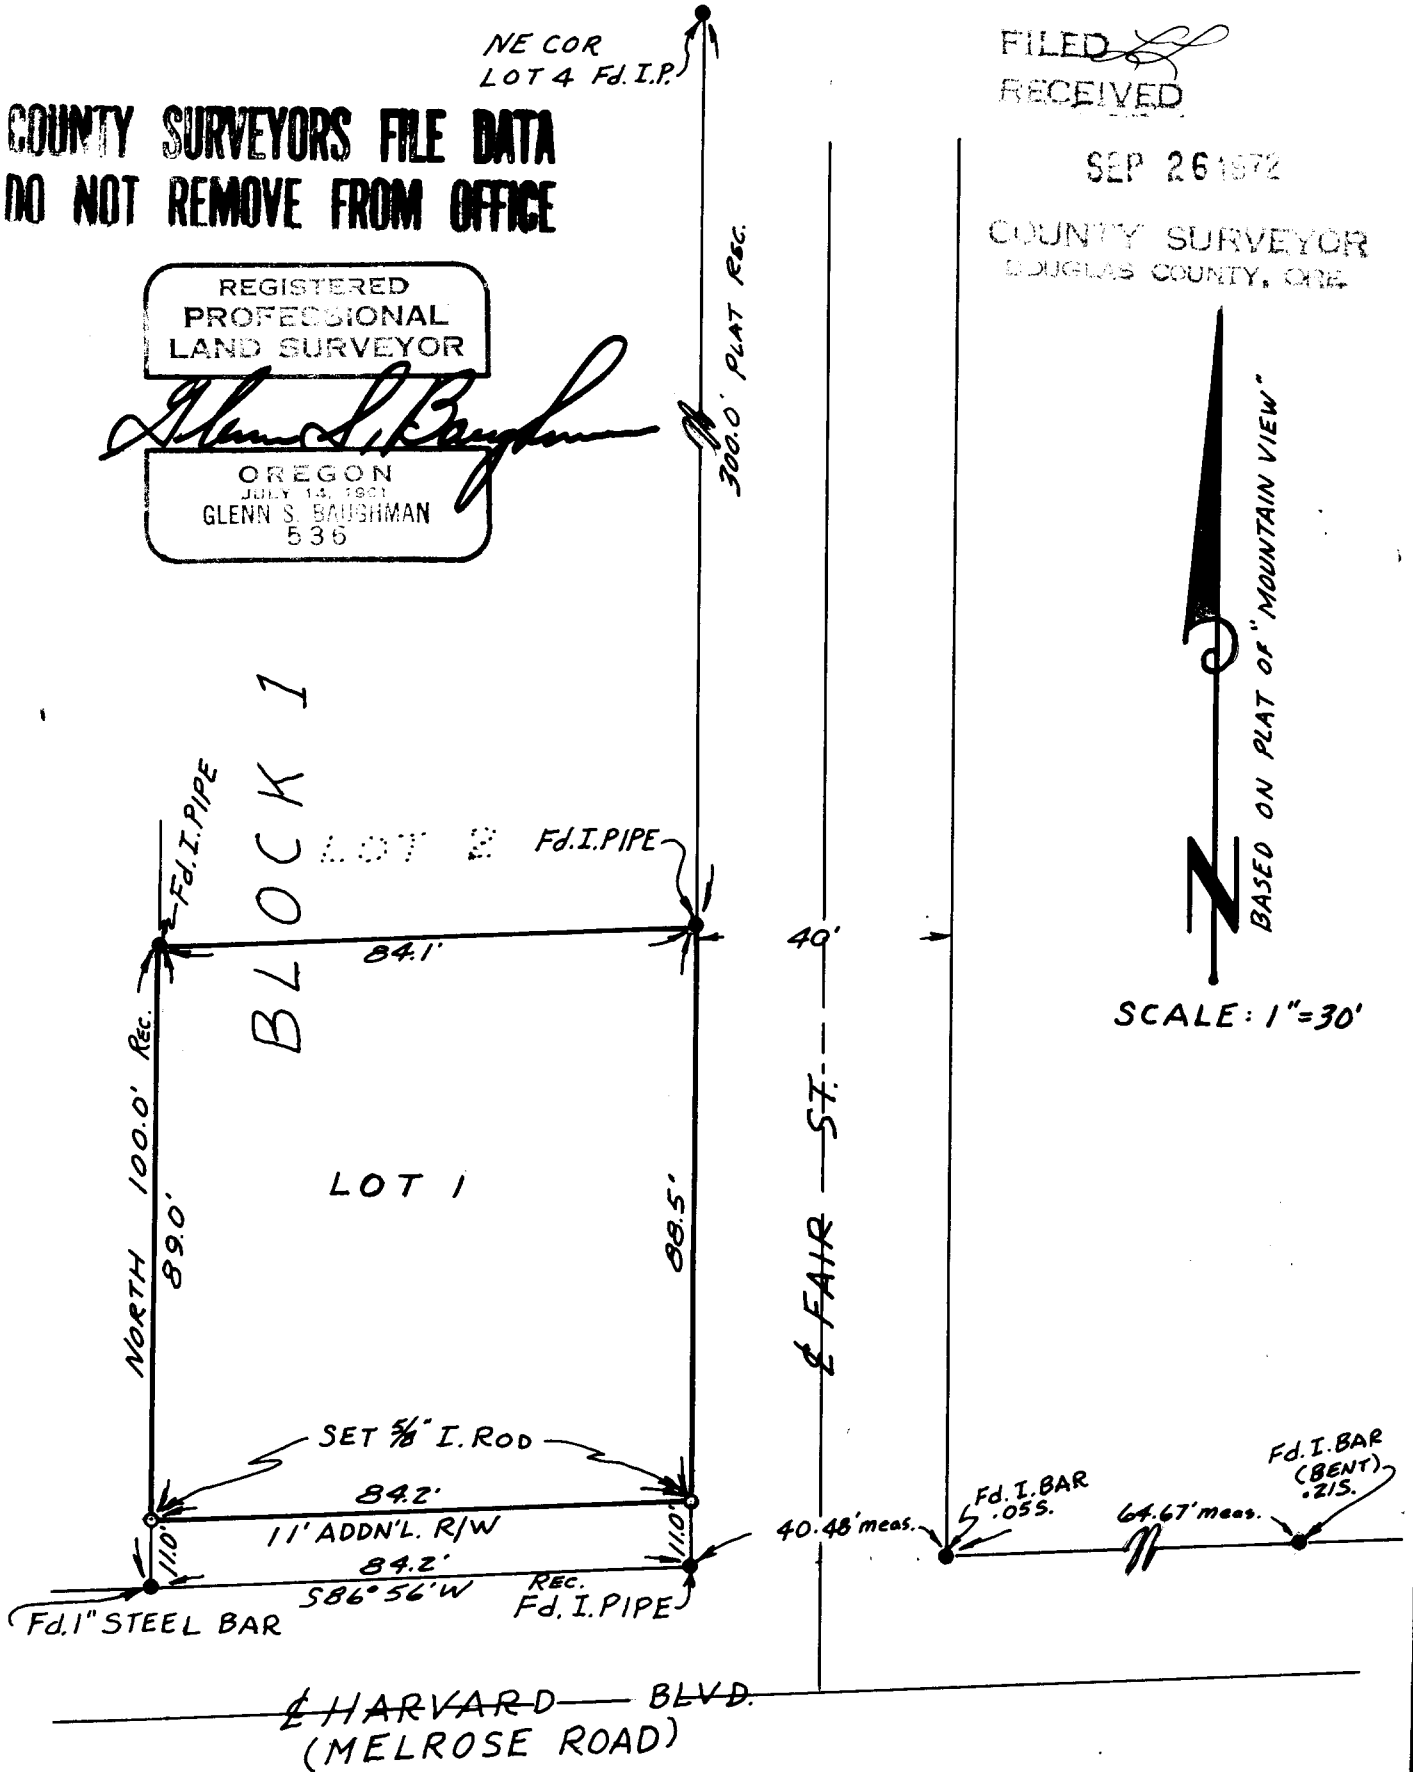 NE COR
LOT 4 Fd. I.P.
FILED
RECEIVED
SEP 26 1972
COUNTY SURVEYOR
DOUGLAS COUNTY, ORE
COUNTY SURVEYORS FILE DATA
DO NOT REMOVE FROM OFFICE
REGISTERED
PROFESSIONAL
LAND SURVEYOR
Glenn S. Baughman
OREGON
JULY 14, 1961
GLENN S. BAUGHMAN
536
300.0' PLAT REC.
BASED ON PLAT OF "MOUNTAIN VIEW"
N
SCALE: 1"=30'
BLOCK 1
LOT 2
Fd. I. PIPE
Fd. I. PIPE
84.1'
40'
NORTH 100.0' REC.
89.0'
LOT 1
88.5'
℄ FAIR ST.
SET 5/8" I. ROD
84.2'
11' ADDN'L. R/W
11.0'
11.0'
84.2'
S86°56'W REC.
Fd. I. PIPE
Fd. 1" STEEL BAR
40.48' meas.
Fd. I. BAR
.05S.
64.67' meas.
Fd. I. BAR
(BENT)
.21S.
℄ HARVARD BLVD.
(MELROSE ROAD)